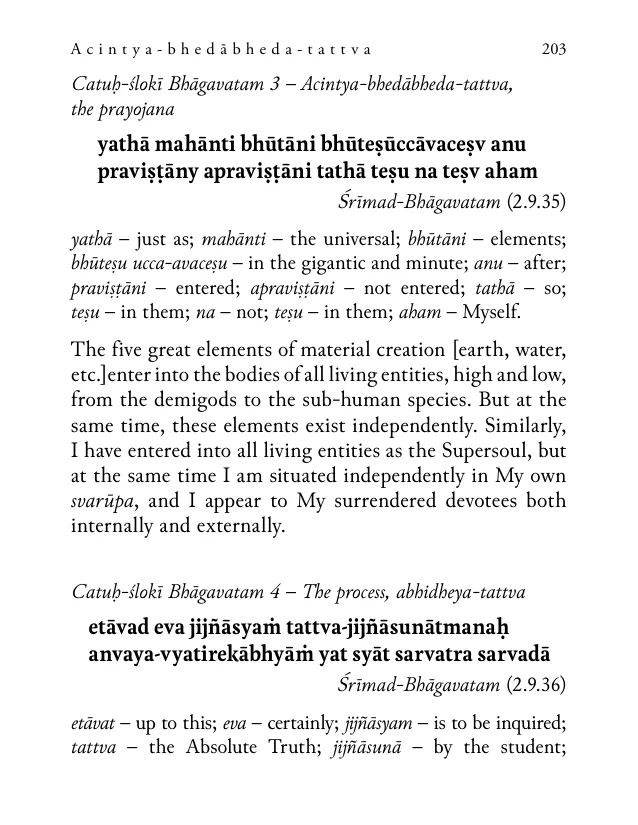 Acintya-bhedābheda-tattva 203
Catuḥ-ślokī Bhāgavatam 3 – Acintya-bhedābheda-tattva,
the prayojana
yathā mahānti bhūtāni bhūteṣūccāvaceṣv anu
praviṣṭāny apraviṣṭāni tathā teṣu na teṣv aham
Śrīmad-Bhāgavatam (2.9.35)
yathā – just as; mahānti – the universal; bhūtāni – elements;
bhūteṣu ucca-avaceṣu – in the gigantic and minute; anu – after;
praviṣṭāni – entered; apraviṣṭāni – not entered; tathā – so;
teṣu – in them; na – not; teṣu – in them; aham – Myself.
The five great elements of material creation [earth, water,
etc.]enter into the bodies of all living entities, high and low,
from the demigods to the sub-human species. But at the
same time, these elements exist independently. Similarly,
I have entered into all living entities as the Supersoul, but
at the same time I am situated independently in My own
svarūpa, and I appear to My surrendered devotees both
internally and externally.
Catuḥ-ślokī Bhāgavatam 4 – The process, abhidheya-tattva
etāvad eva jijñāsyaṁ tattva-jijñāsunātmanaḥ
anvaya-vyatirekābhyāṁ yat syāt sarvatra sarvadā
Śrīmad-Bhāgavatam (2.9.36)
etāvat – up to this; eva – certainly; jijñāsyam – is to be inquired;
tattva – the Absolute Truth; jijñāsunā – by the student;